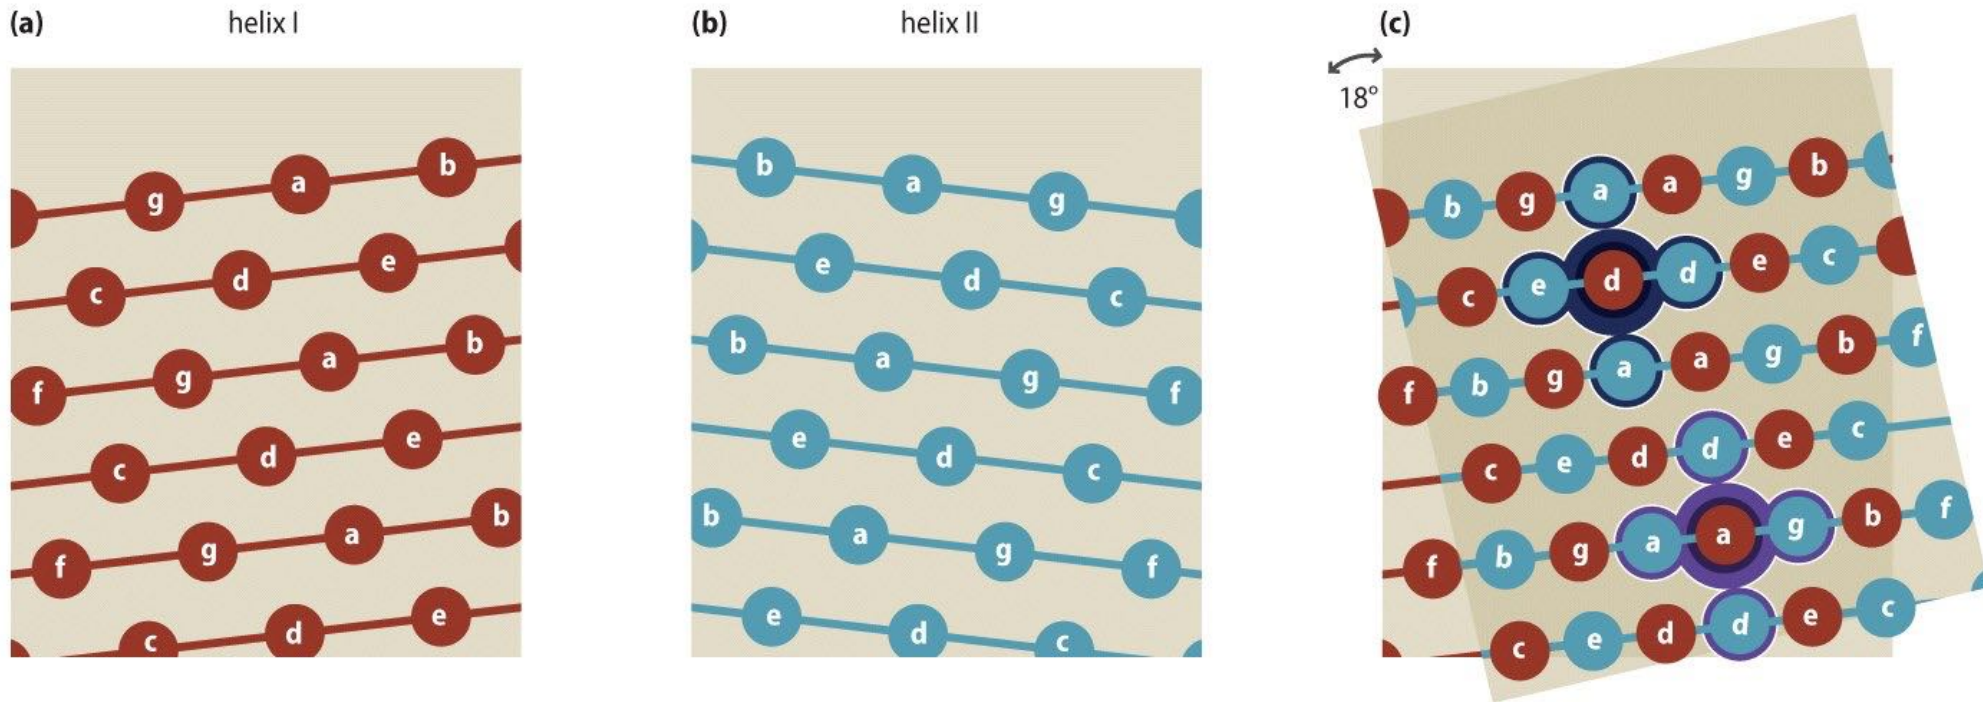 (a) helix I
g a b
c d e
f g a b
c d e
f g a b
c d e
(b) helix II
b a g
e d c
b a g f
e d c
b a g f
e d c
(c)
18°
b g a a g b
c e d d e c
f b g a a g b f
c e d d e c
f b g a a g b f
c e d d e c